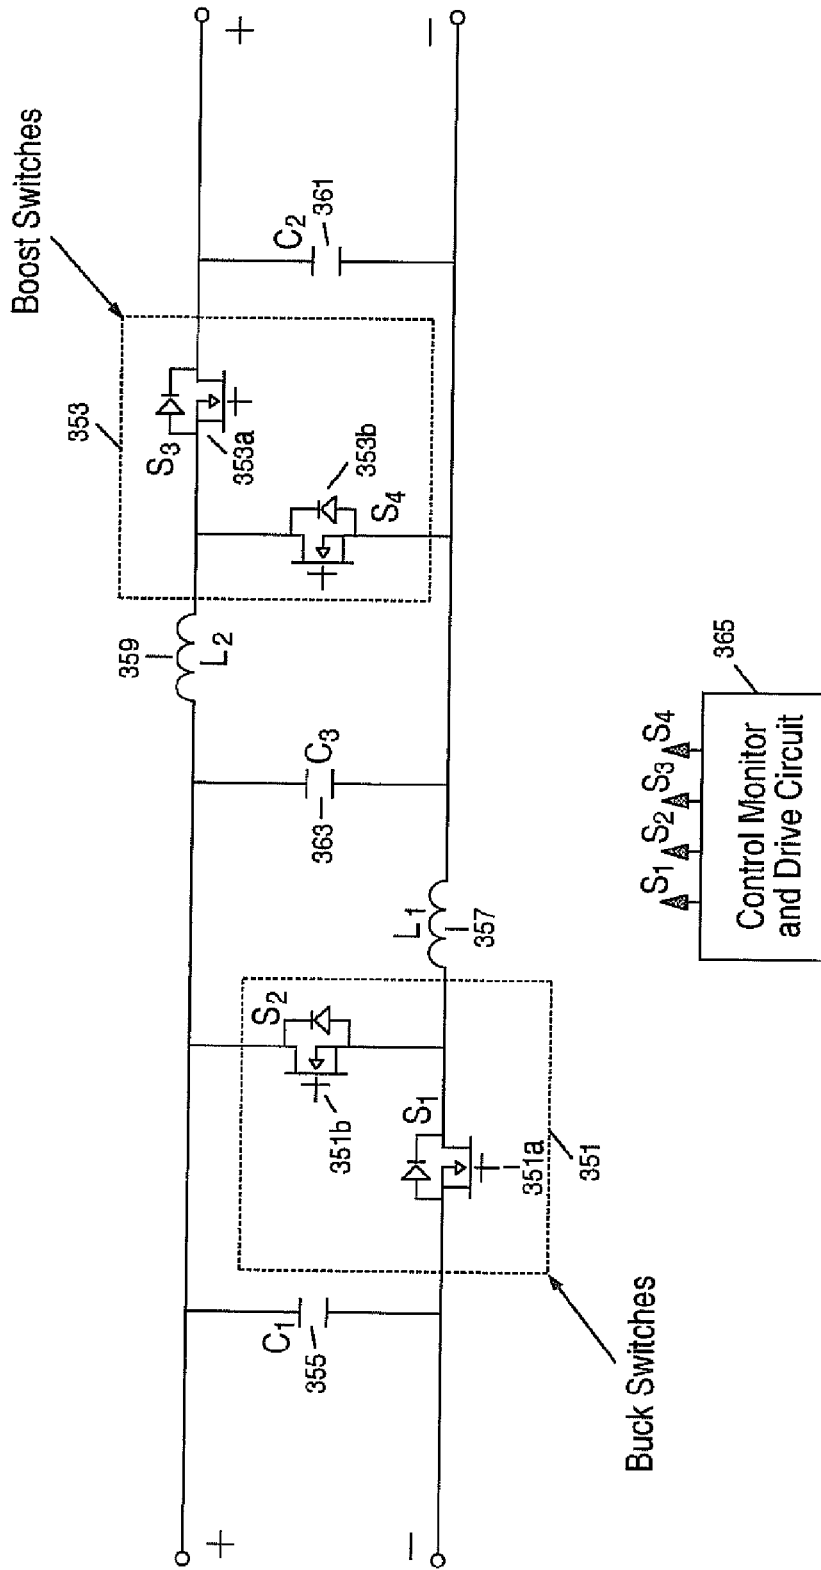 Boost Switches
353
S3
353a
353b
S4
C2
361
+
−
359
L2
C3
363
L1
357
S2
351b
S1
351a
351
Buck Switches
C1
355
+
−
S1 S2 S3 S4
365
Control Monitor
and Drive Circuit